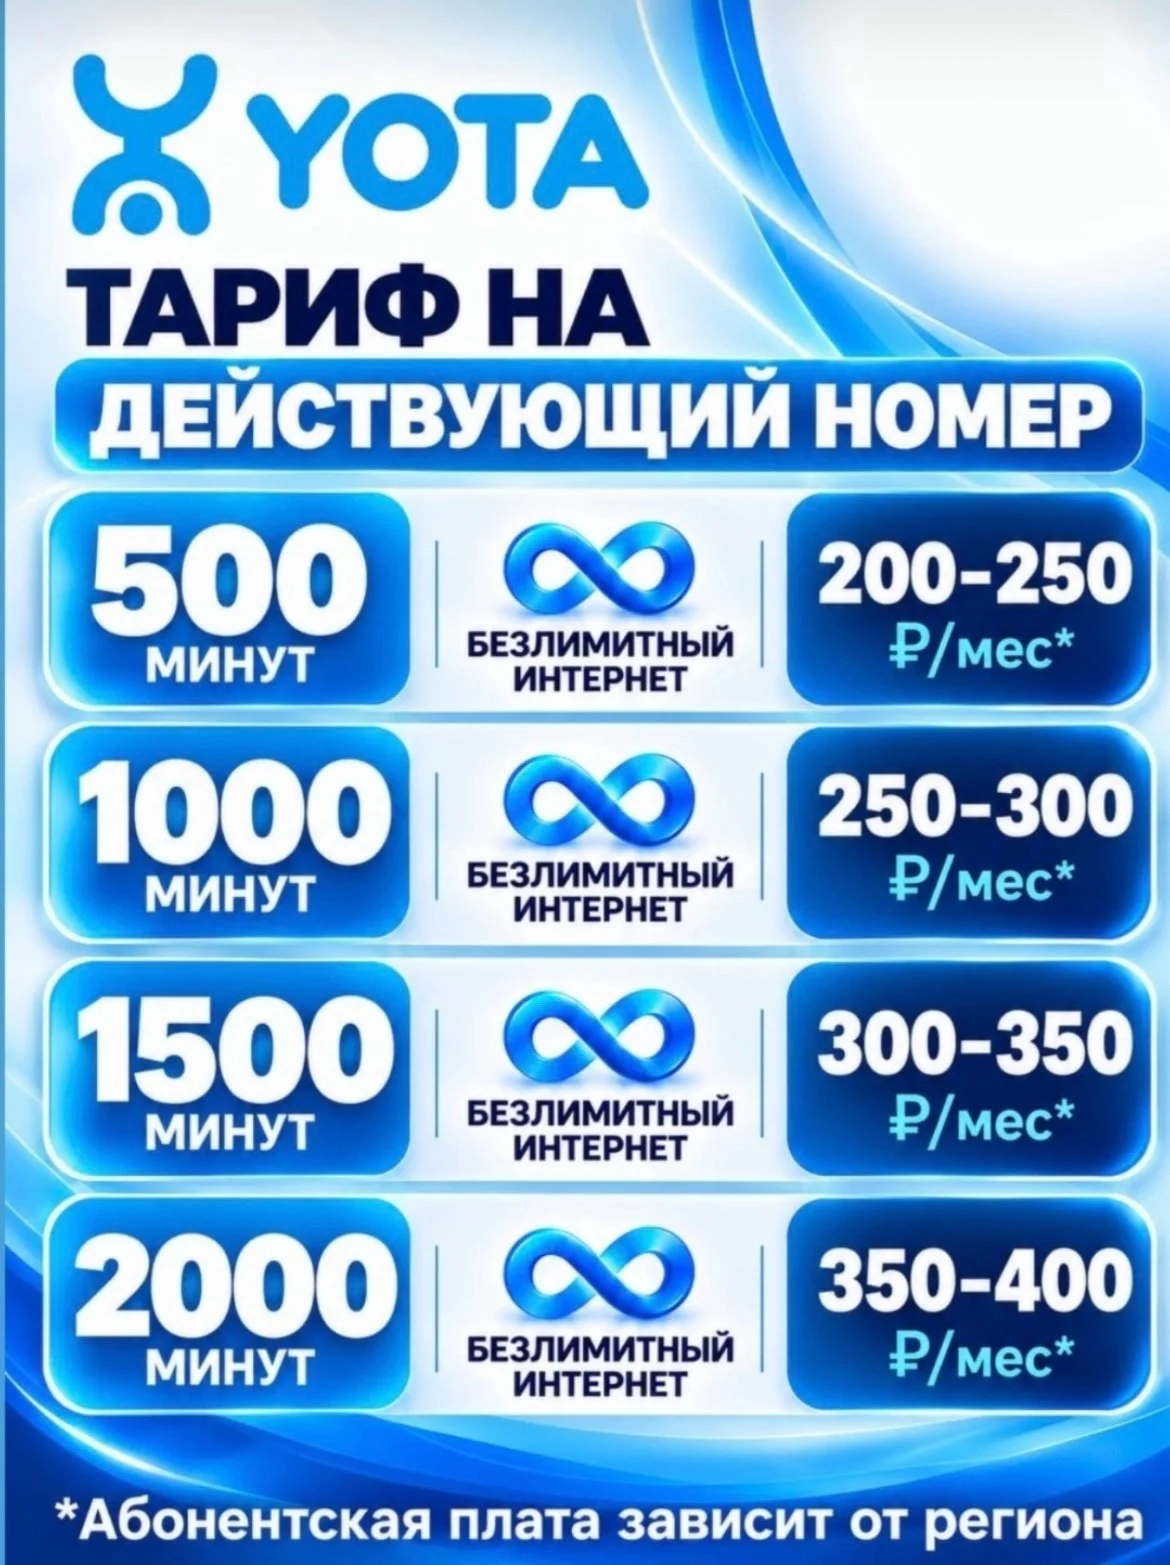 YOTA
ТАРИФ НА
ДЕЙСТВУЮЩИЙ НОМЕР
500
МИНУТ
БЕЗЛИМИТНЫЙ
ИНТЕРНЕТ
200-250
₽/мес*
1000
МИНУТ
БЕЗЛИМИТНЫЙ
ИНТЕРНЕТ
250-300
₽/мес*
1500
МИНУТ
БЕЗЛИМИТНЫЙ
ИНТЕРНЕТ
300-350
₽/мес*
2000
МИНУТ
БЕЗЛИМИТНЫЙ
ИНТЕРНЕТ
350-400
₽/мес*
*Абонентская плата зависит от региона